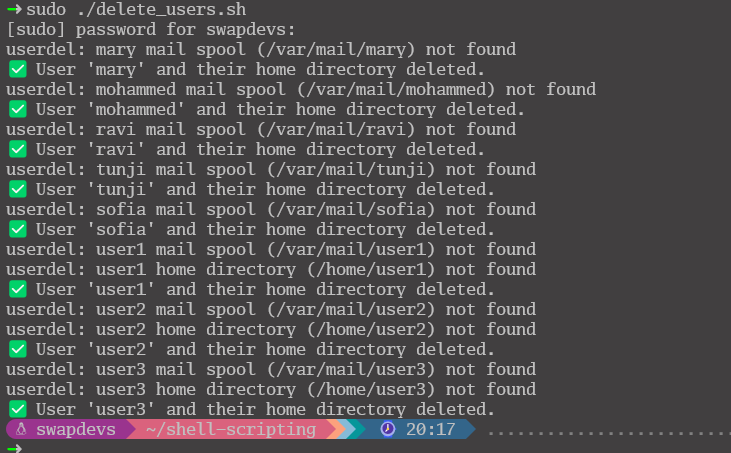 →sudo ./delete_users.sh
[sudo] password for swapdevs:
userdel: mary mail spool (/var/mail/mary) not found
✅ User 'mary' and their home directory deleted.
userdel: mohammed mail spool (/var/mail/mohammed) not found
✅ User 'mohammed' and their home directory deleted.
userdel: ravi mail spool (/var/mail/ravi) not found
✅ User 'ravi' and their home directory deleted.
userdel: tunji mail spool (/var/mail/tunji) not found
✅ User 'tunji' and their home directory deleted.
userdel: sofia mail spool (/var/mail/sofia) not found
✅ User 'sofia' and their home directory deleted.
userdel: user1 mail spool (/var/mail/user1) not found
userdel: user1 home directory (/home/user1) not found
✅ User 'user1' and their home directory deleted.
userdel: user2 mail spool (/var/mail/user2) not found
userdel: user2 home directory (/home/user2) not found
✅ User 'user2' and their home directory deleted.
userdel: user3 mail spool (/var/mail/user3) not found
userdel: user3 home directory (/home/user3) not found
✅ User 'user3' and their home directory deleted.
swapdevs ~/shell-scripting 20:17 ........................
→